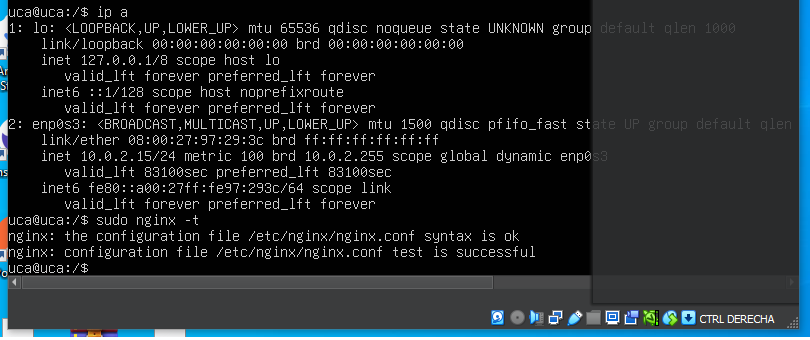 uca@uca:/$ ip a
1: lo: <LOOPBACK,UP,LOWER_UP> mtu 65536 qdisc noqueue state UNKNOWN group default qlen 1000
link/loopback 00:00:00:00:00:00 brd 00:00:00:00:00:00
inet 127.0.0.1/8 scope host lo
valid_lft forever preferred_lft forever
inet6 ::1/128 scope host noprefixroute
valid_lft forever preferred_lft forever
2: enp0s3: <BROADCAST,MULTICAST,UP,LOWER_UP> mtu 1500 qdisc pfifo_fast state UP group default qlen
link/ether 08:00:27:97:29:3c brd ff:ff:ff:ff:ff:ff
inet 10.0.2.15/24 metric 100 brd 10.0.2.255 scope global dynamic enp0s3
valid_lft 83100sec preferred_lft 83100sec
inet6 fe80::a00:27ff:fe97:293c/64 scope link
valid_lft forever preferred_lft forever
uca@uca:/$ sudo nginx -t
nginx: the configuration file /etc/nginx/nginx.conf syntax is ok
nginx: configuration file /etc/nginx/nginx.conf test is successful
uca@uca:/$
CTRL DERECHA